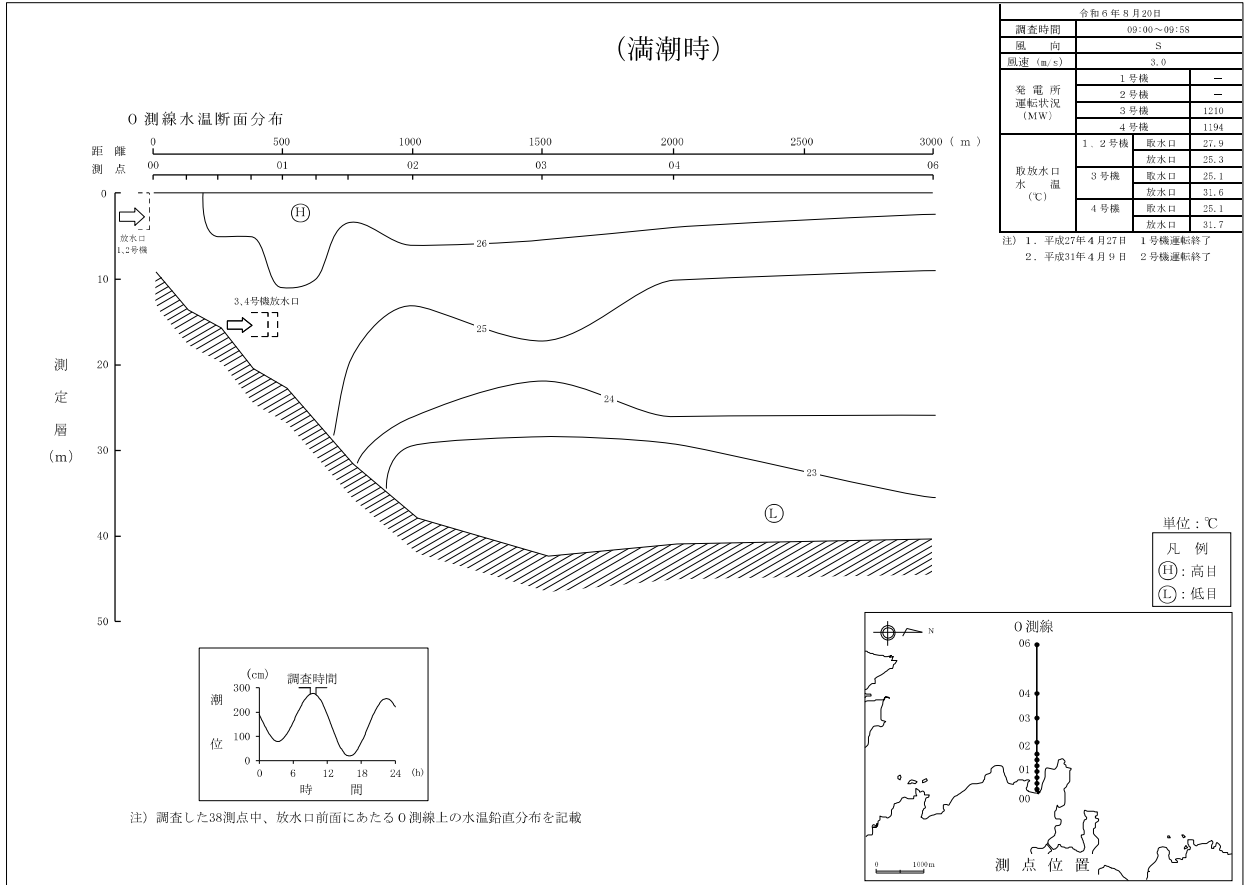 (満潮時)
令和6年8月20日
調査時間 09:00～09:58
風 向 S
風速 (m/s) 3.0
発 電 所 運転状況 (MW)
1号機 －
2号機 －
3号機 1210
4号機 1194
取放水口 水 温 (℃)
1. 2号機 取水口 27.9
放水口 25.3
3号機 取水口 25.1
放水口 31.6
4号機 取水口 25.1
放水口 31.7
注) 1. 平成27年4月27日 1号機運転終了
2. 平成31年4月9日 2号機運転終了
0 測線水温断面分布
距 離 0 500 1000 1500 2000 3000 (m)
測 点 00 01 02 03 04 06
0
H
放水口
1,2号機
26
10
3,4号機放水口
25
測 定 層 (m)
20
24
30
23
L
40
50
単位：℃
凡 例
H：高目
L：低目
(cm)
調査時間
潮 位
300
200
100
0
0 6 12 18 24 (h)
時 間
注) 調査した38測点中、放水口前面にあたる0測線上の水温鉛直分布を記載
N
0測線
06
04
03
02
01
00
0 1000m
測 点 位 置